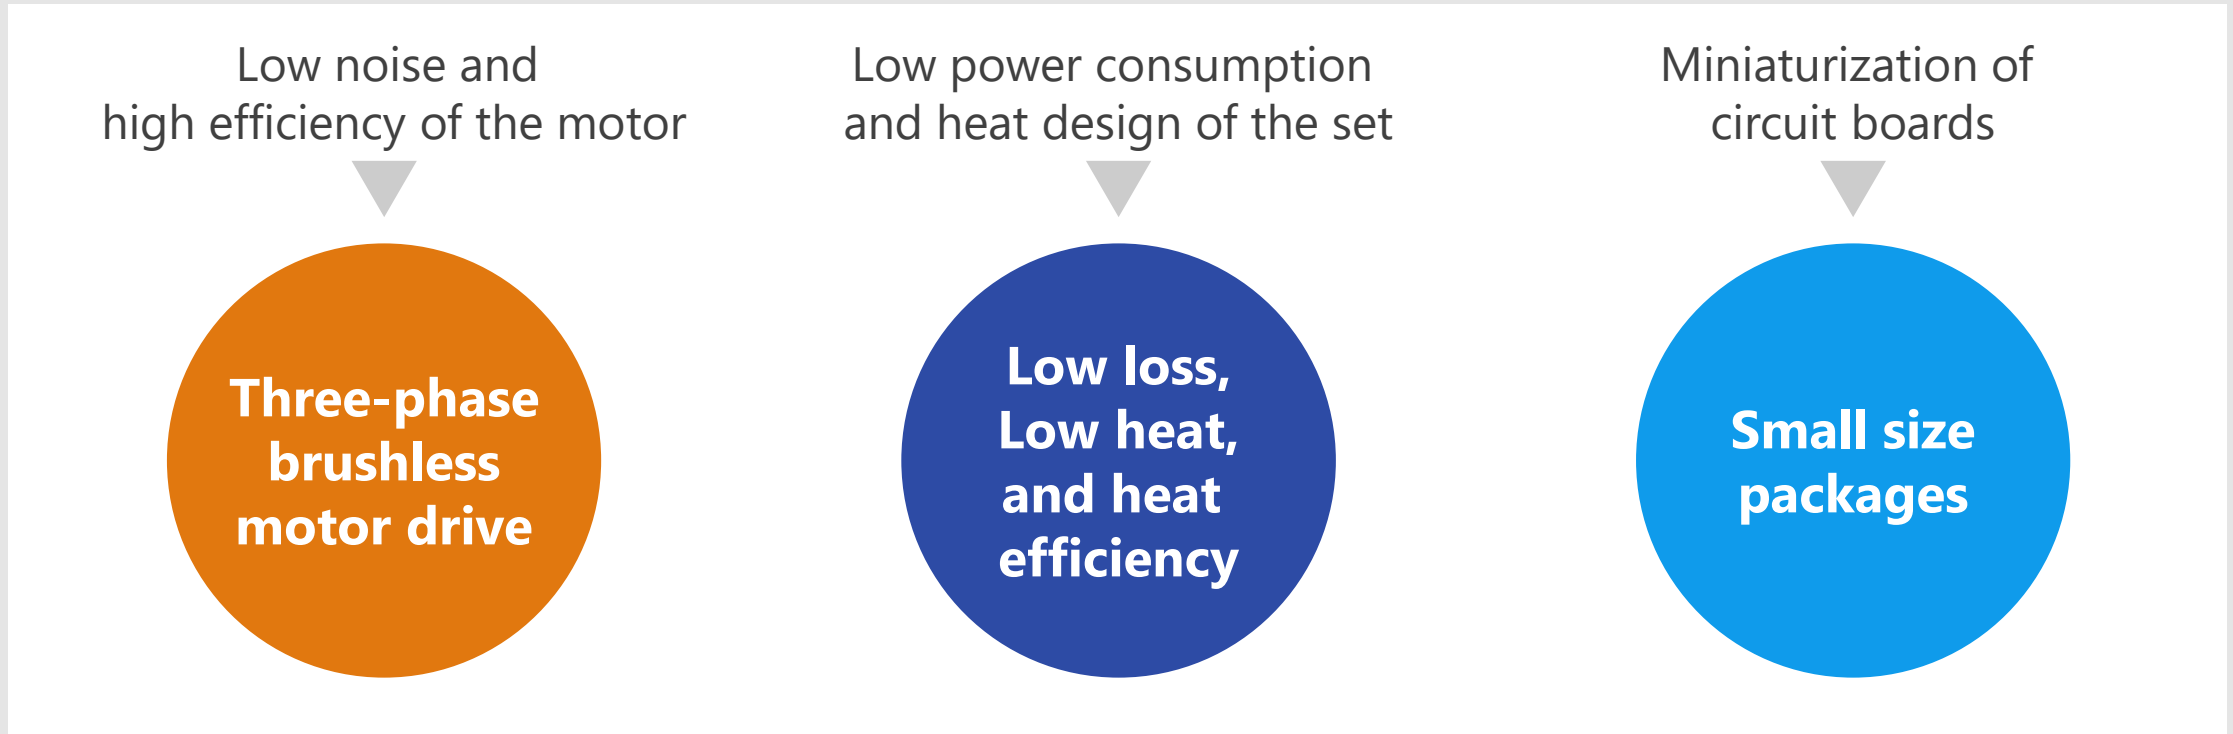 Low noise and
high efficiency of the motor
Three-phase
brushless
motor drive
Low power consumption
and heat design of the set
Low loss,
Low heat,
and heat
efficiency
Miniaturization of
circuit boards
Small size
packages